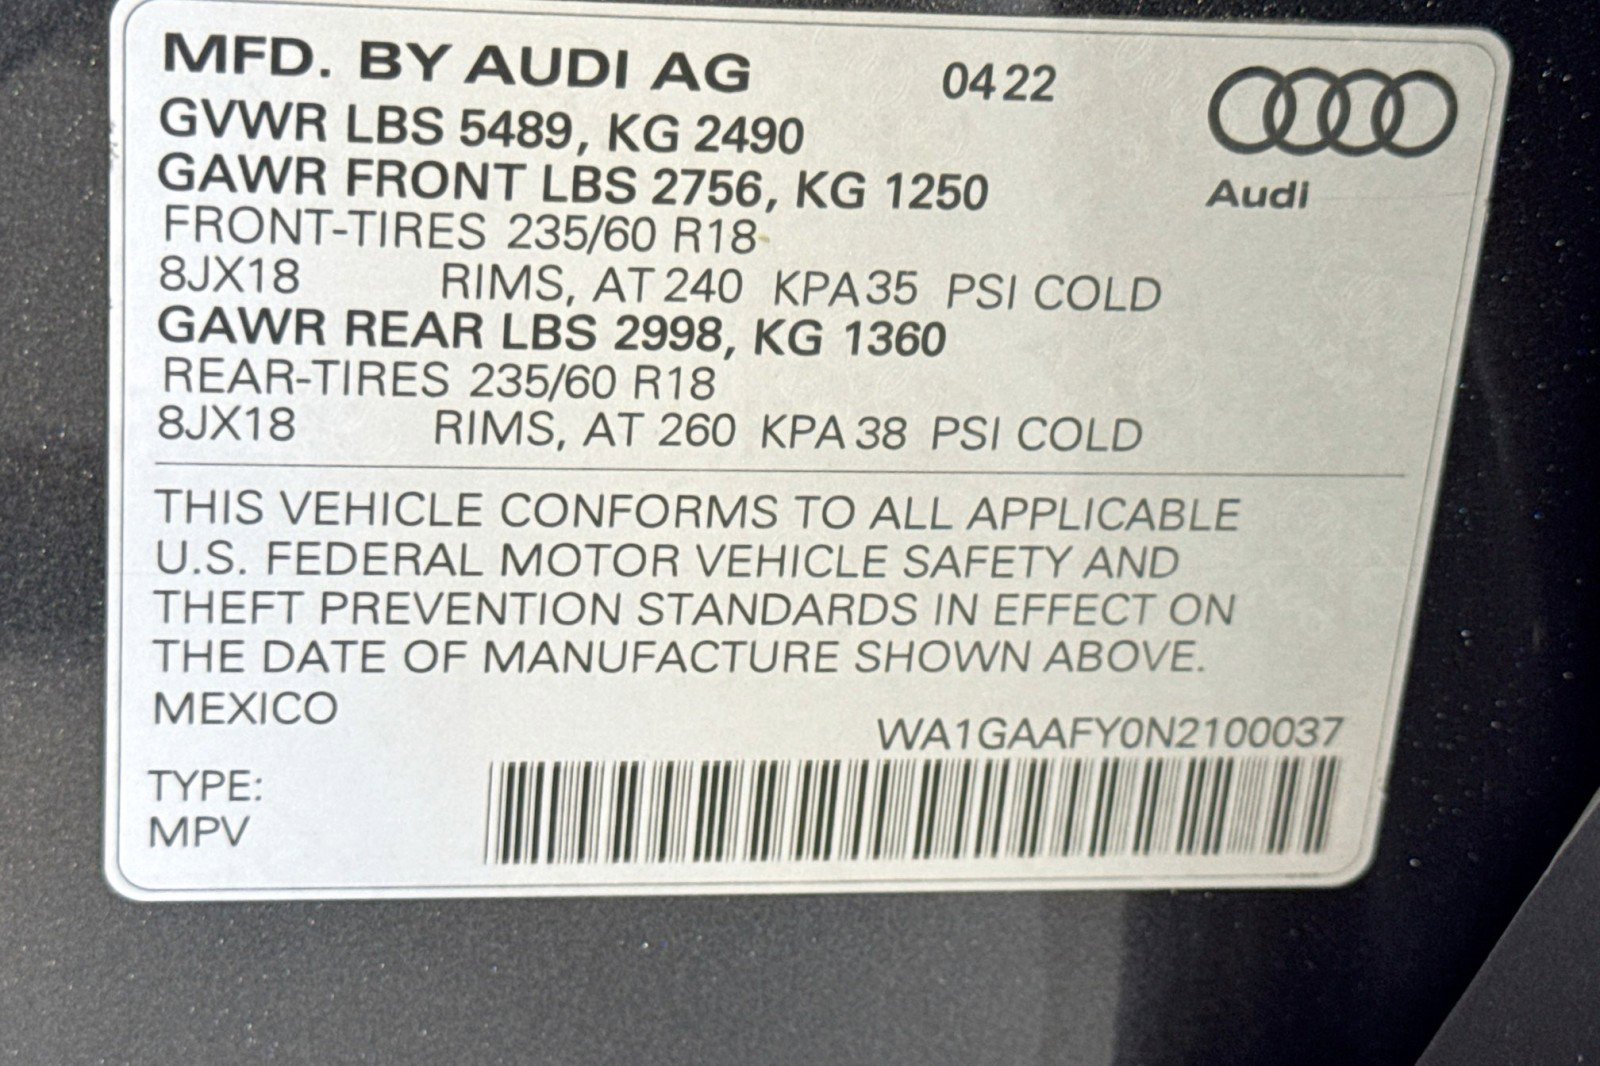 MFD. BY AUDI AG 04 22
GVWR LBS 5489, KG 2490
GAWR FRONT LBS 2756, KG 1250
Audi
FRONT-TIRES 235/60 R18
8JX18 RIMS, AT 240 KPA 35 PSI COLD
GAWR REAR LBS 2998, KG 1360
REAR-TIRES 235/60 R18
8JX18 RIMS, AT 260 KPA 38 PSI COLD
THIS VEHICLE CONFORMS TO ALL APPLICABLE
U.S. FEDERAL MOTOR VEHICLE SAFETY AND
THEFT PREVENTION STANDARDS IN EFFECT ON
THE DATE OF MANUFACTURE SHOWN ABOVE.
MEXICO
WA1GAAFY0N2100037
TYPE:
MPV